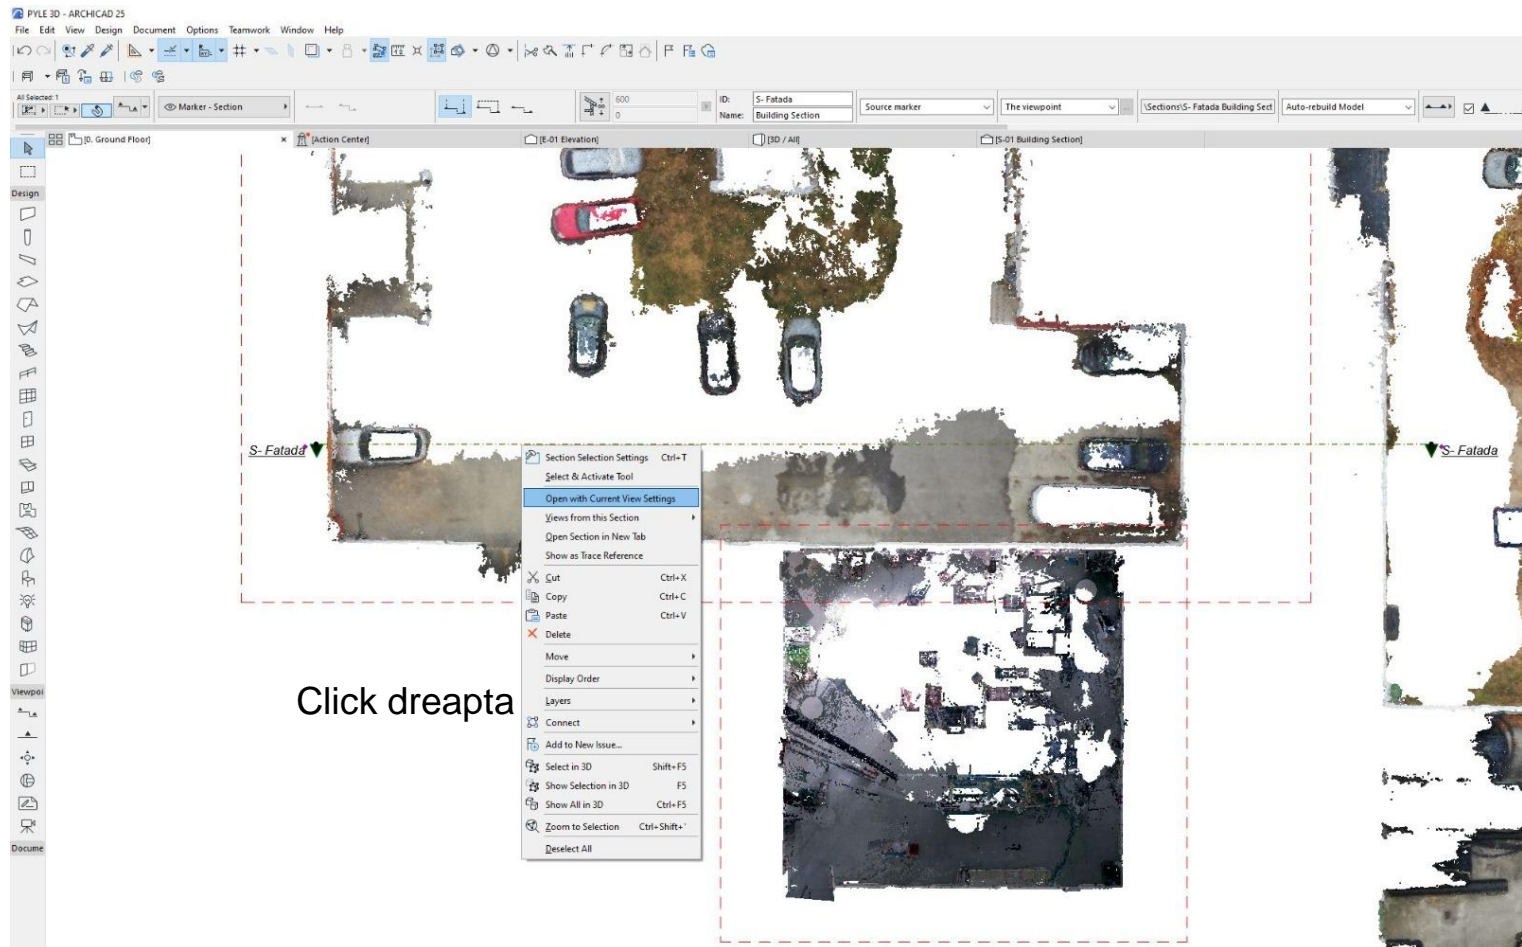 PYLE 3D - ARCHICAD 25
File Edit View Design Document Options Teamwork Window Help
All Selected: 1
Marker - Section
600
0
ID: S- Fatada
Name: Building Section
Source marker
The viewpoint
...
\Sections\S- Fatada Building Sect
Auto-rebuild Model
[0. Ground Floor]
[Action Center]
[E-01 Elevation]
[3D / All]
[S-01 Building Section]
Design
S- Fatada
S- Fatada
Section Selection Settings Ctrl+T
Select & Activate Tool
Open with Current View Settings
Views from this Section
Open Section in New Tab
Show as Trace Reference
Cut Ctrl+X
Copy Ctrl+C
Paste Ctrl+V
Delete
Move
Display Order
Layers
Connect
Add to New Issue...
Select in 3D Shift+F5
Show Selection in 3D F5
Show All in 3D Ctrl+F5
Zoom to Selection Ctrl+Shift+'
Deselect All
Click dreapta
Viewpoi
Docume